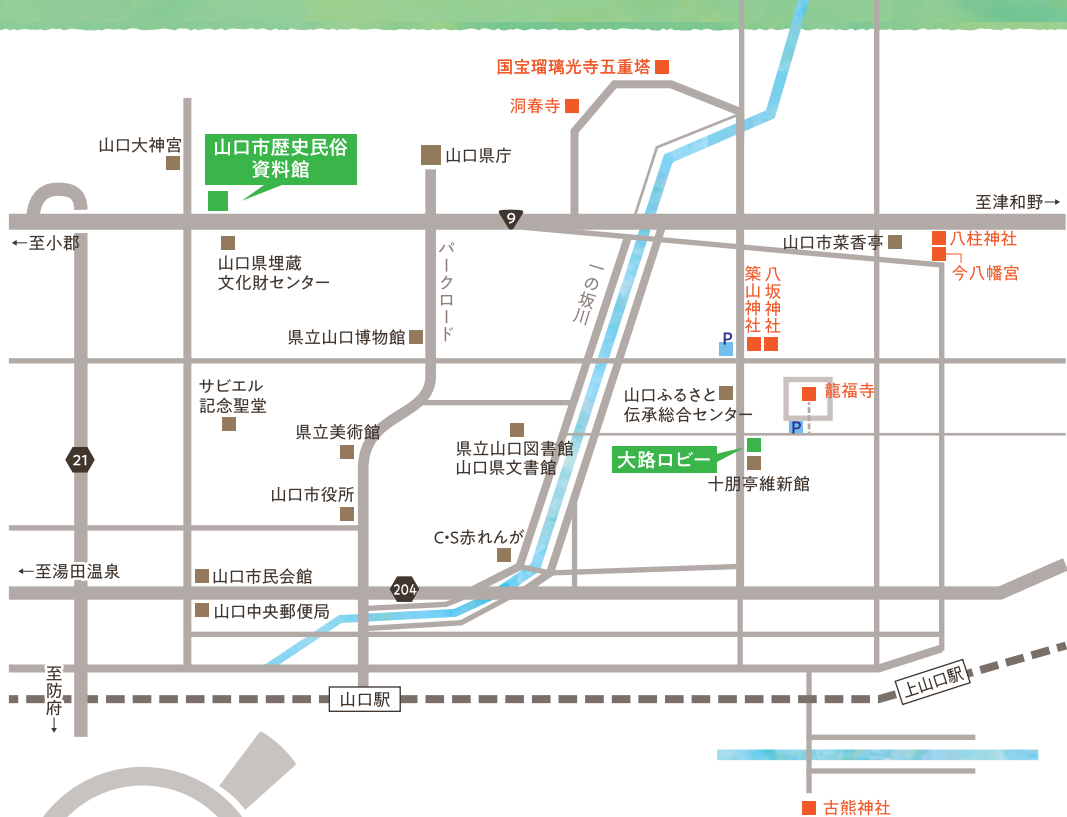 国宝瑠璃光寺五重塔
洞春寺
山口大神宮
山口市歴史民俗
資料館
山口県庁
至津和野→
9
←至小郡
山口県埋蔵
文化財センター
パークロード
一の坂川
山口市菜香亭
八柱神社
今八幡宮
築山神社
八坂神社
P
県立山口博物館
サビエル
記念聖堂
県立美術館
山口ふるさと
伝承総合センター
龍福寺
P
県立山口図書館
山口県文書館
大路ロビー
十朋亭維新館
21
山口市役所
C・S赤れんが
←至湯田温泉
山口市民会館
204
山口中央郵便局
至防府↓
山口駅
上山口駅
古熊神社